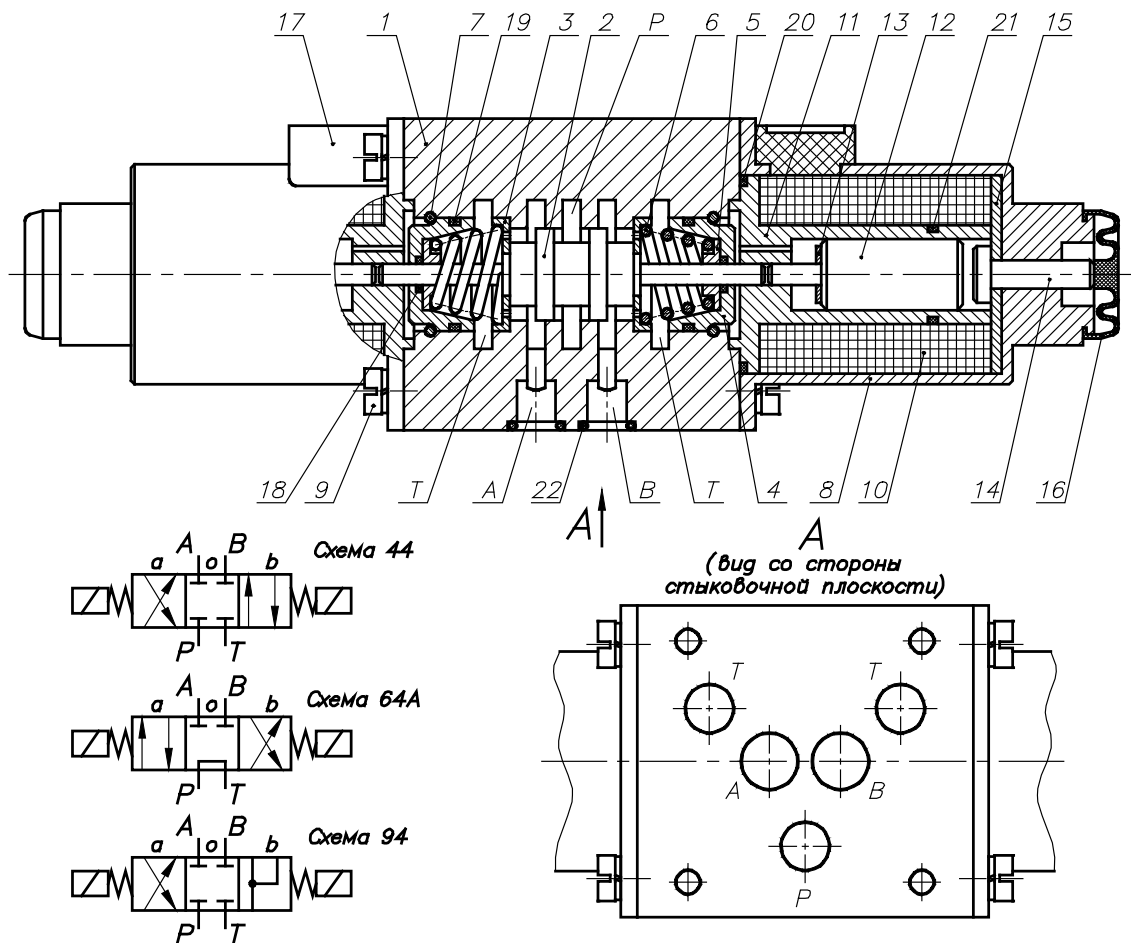 17 1 7 19 3 2 P 6 5 20 11 13 12 21 15
18 9 T A 22 B T 4 8 10 14 16
A A
(вид со стороны
стыковочной плоскости)
A B
a o b
Схема 44
P T
A B
a o b
Схема 64А
P T
A B
a o b
Схема 94
P T
T T
A B
P